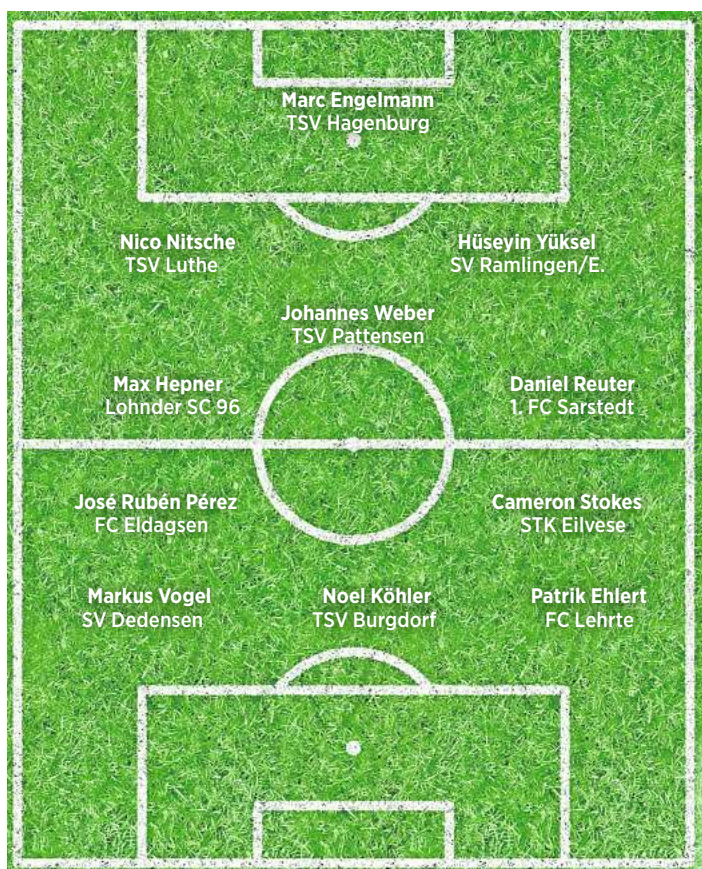 Marc Engelmann
TSV Hagenburg
Nico Nitsche
TSV Luthe
Hüseyin Yüksel
SV Ramlingen/E.
Johannes Weber
TSV Pattensen
Max Hepner
Lohnder SC 96
Daniel Reuter
1. FC Sarstedt
José Rubén Pérez
FC Eldagsen
Cameron Stokes
STK Eilvese
Markus Vogel
SV Dedensen
Noel Köhler
TSV Burgdorf
Patrik Ehlert
FC Lehrte